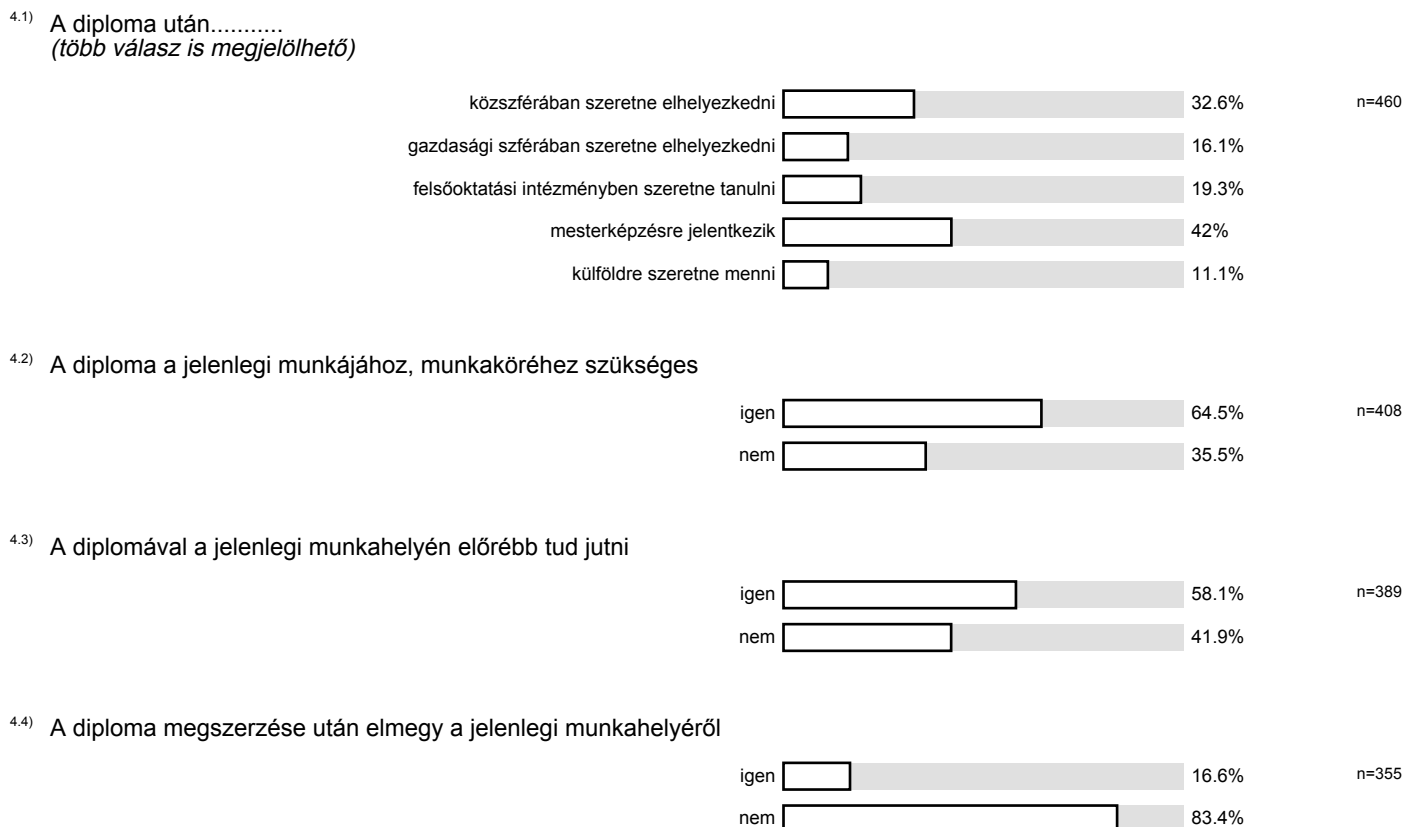 4.1) A diploma után...........
(több válasz is megjelölhető)
közszférában szeretne elhelyezkedni 32.6% n=460
gazdasági szférában szeretne elhelyezkedni 16.1%
felsőoktatási intézményben szeretne tanulni 19.3%
mesterképzésre jelentkezik 42%
külföldre szeretne menni 11.1%
4.2) A diploma a jelenlegi munkájához, munkaköréhez szükséges
igen 64.5% n=408
nem 35.5%
4.3) A diplomával a jelenlegi munkahelyén előrébb tud jutni
igen 58.1% n=389
nem 41.9%
4.4) A diploma megszerzése után elmegy a jelenlegi munkahelyéről
igen 16.6% n=355
nem 83.4%